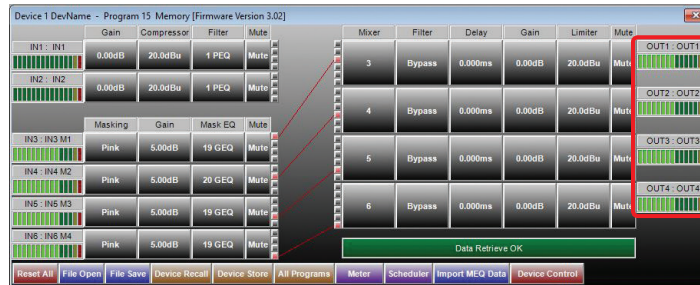 Device 1 DevName - Program 15 Memory [Firmware Version 3.02]
Gain Compressor Filter Mute
IN1 : IN1
0.00dB 20.0dBu 1 PEQ Mute
IN2 : IN2
0.00dB 20.0dBu 1 PEQ Mute
Masking Gain Mask EQ Mute
IN3 : IN3 M1
Pink 5.00dB 19 GEQ Mute
IN4 : IN4 M2
Pink 5.00dB 20 GEQ Mute
IN5 : IN5 M3
Pink 5.00dB 19 GEQ Mute
IN6 : IN6 M4
Pink 5.00dB 19 GEQ Mute
Mixer Filter Delay Gain Limiter Mute
3 Bypass 0.000ms 0.00dB 20.0dBu Mute
OUT1 : OUT1
4 Bypass 0.000ms 0.00dB 20.0dBu Mute
OUT2 : OUT2
5 Bypass 0.000ms 0.00dB 20.0dBu Mute
OUT3 : OUT3
6 Bypass 0.000ms 0.00dB 20.0dBu Mute
OUT4 : OUT4
Data Retrieve OK
Reset All File Open File Save Device Recall Device Store All Programs Meter Scheduler Import MEQ Data Device Control